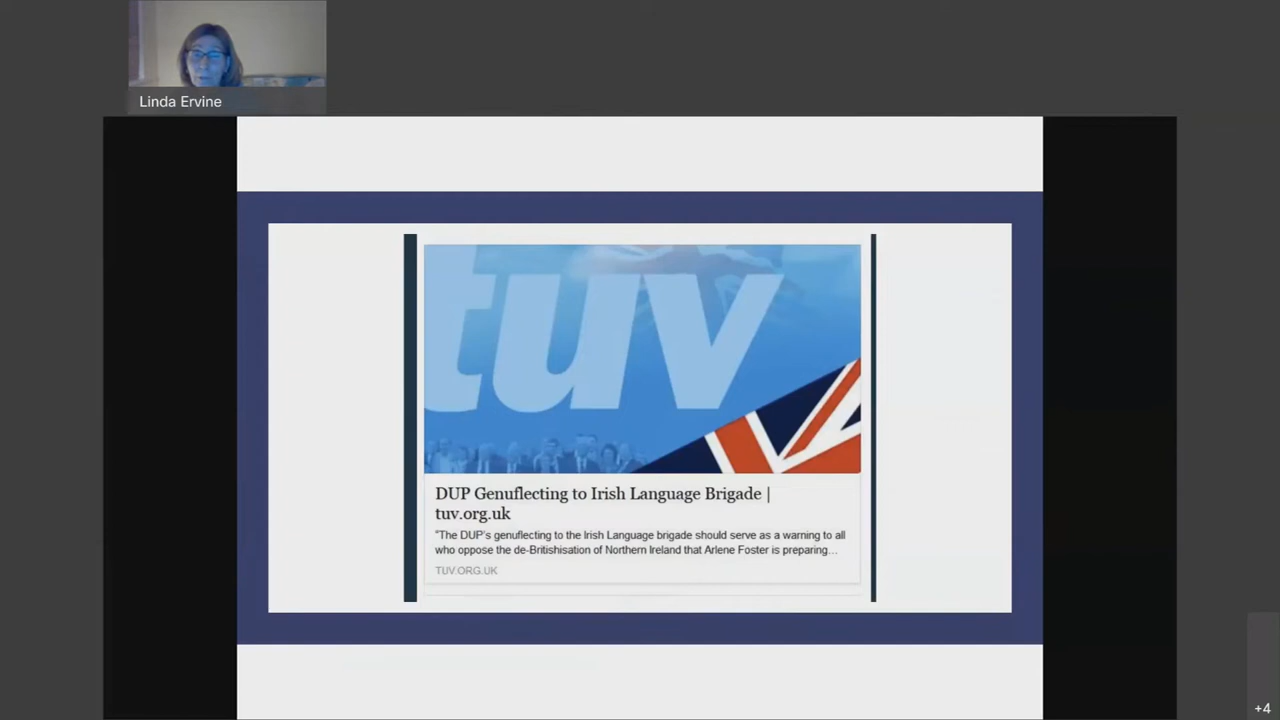 Linda Ervine
tuv
DUP Genuflecting to Irish Language Brigade |
tuv.org.uk
"The DUP's genuflecting to the Irish Language brigade should serve as a warning to all
who oppose the de-Britishisation of Northern Ireland that Arlene Foster is preparing...
TUV.ORG.UK
+4